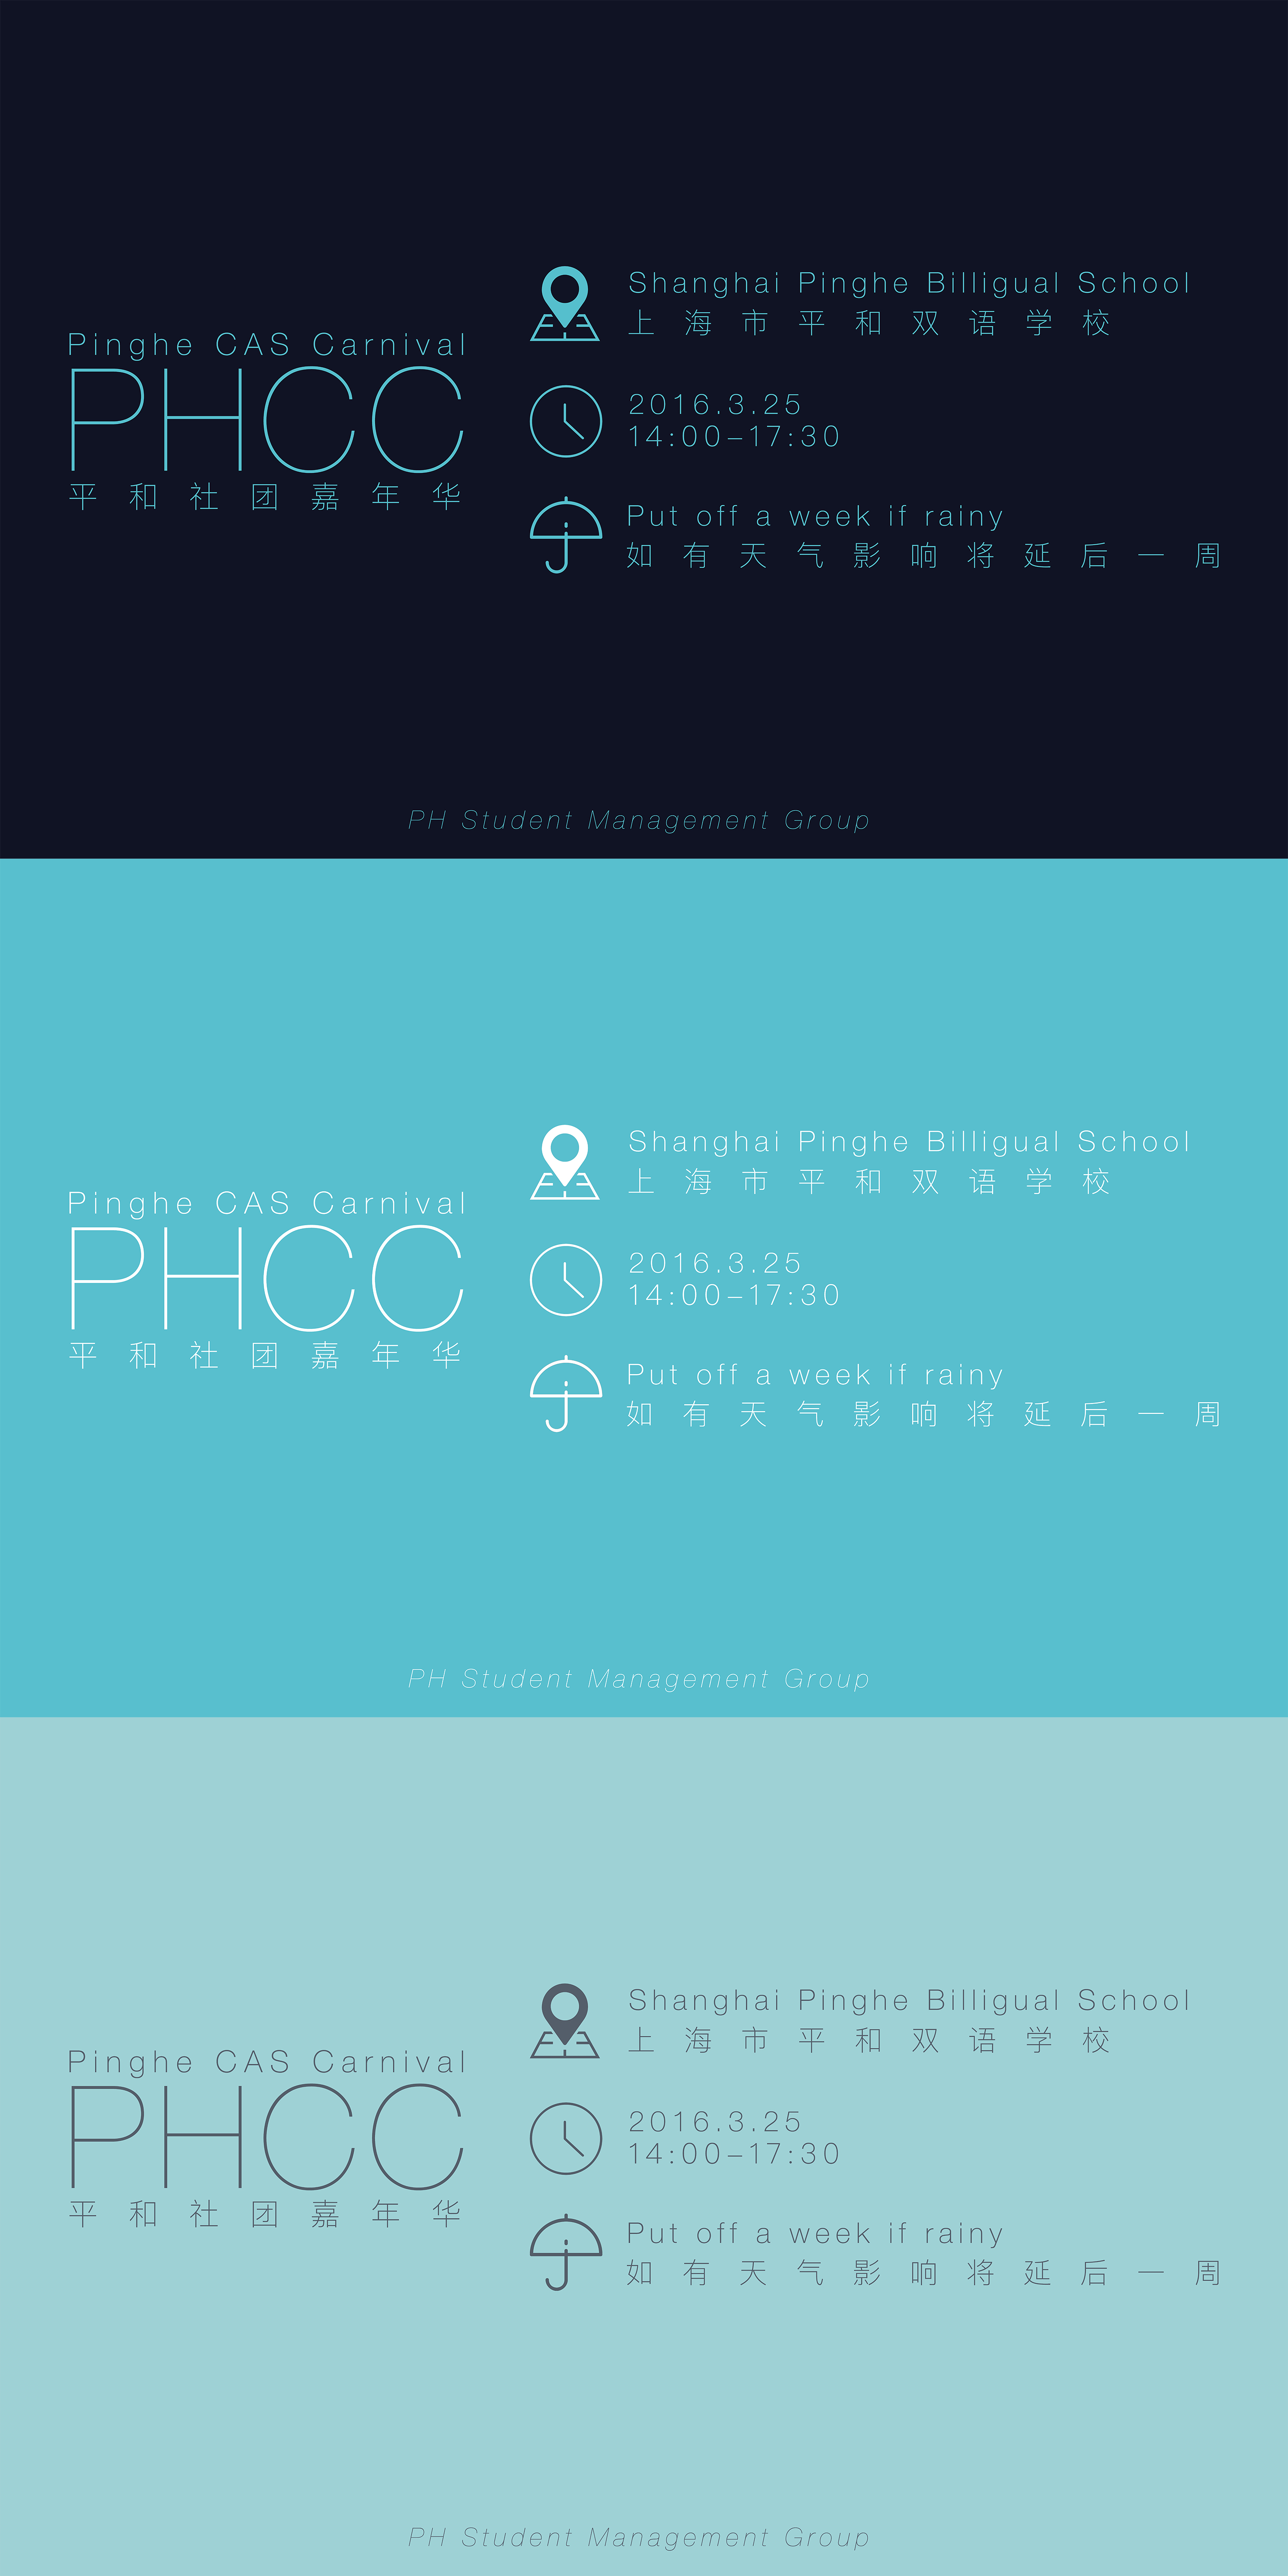 Pinghe CAS Carnival
PHCC
平和社团嘉年华
Shanghai Pinghe Billigual School
上海市平和双语学校
2016.3.25
14:00–17:30
Put off a week if rainy
如有天气影响将延后一周
PH Student Management Group
Pinghe CAS Carnival
PHCC
平和社团嘉年华
Shanghai Pinghe Billigual School
上海市平和双语学校
2016.3.25
14:00–17:30
Put off a week if rainy
如有天气影响将延后一周
PH Student Management Group
Pinghe CAS Carnival
PHCC
平和社团嘉年华
Shanghai Pinghe Billigual School
上海市平和双语学校
2016.3.25
14:00–17:30
Put off a week if rainy
如有天气影响将延后一周
PH Student Management Group